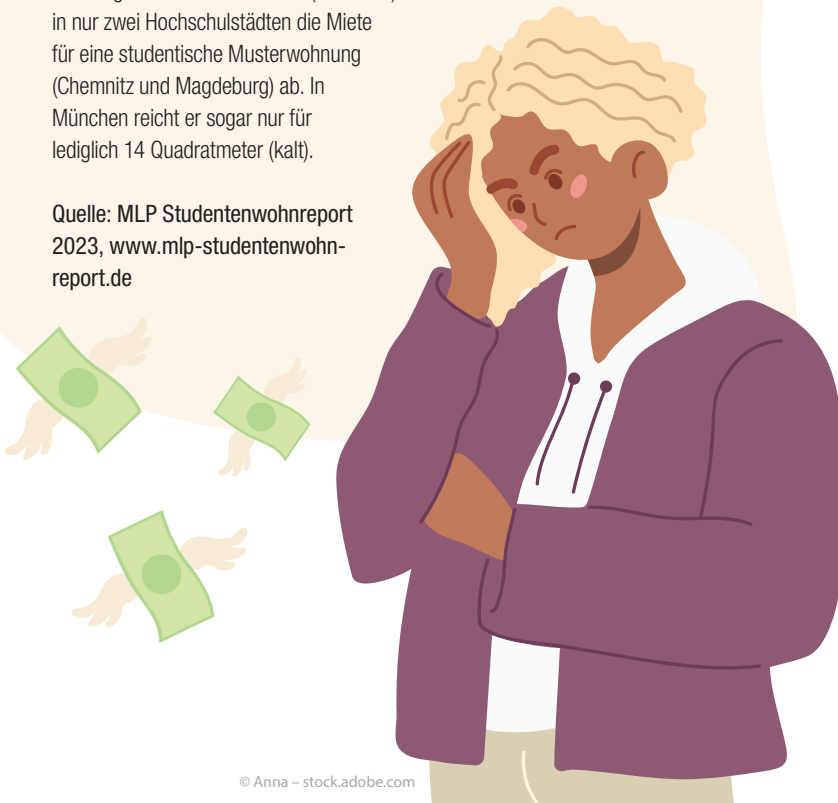 in nur zwei Hochschulstädten die Miete
für eine studentische Musterwohnung
(Chemnitz und Magdeburg) ab. In
München reicht er sogar nur für
lediglich 14 Quadratmeter (kalt).
Quelle: MLP Studentenwohnreport
2023, www.mlp-studentenwohn-
report.de
© Anna – stock.adobe.com